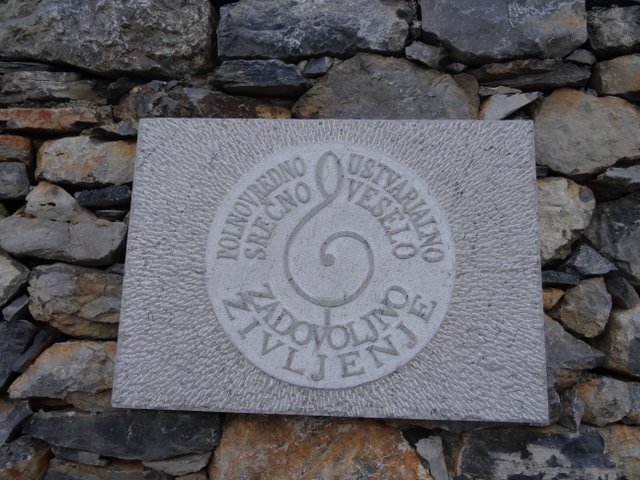 POLNOVREDNO USTVARJALNO
SREČNO VESELO
ZADOVOLJNO
ŽIVLJENJE